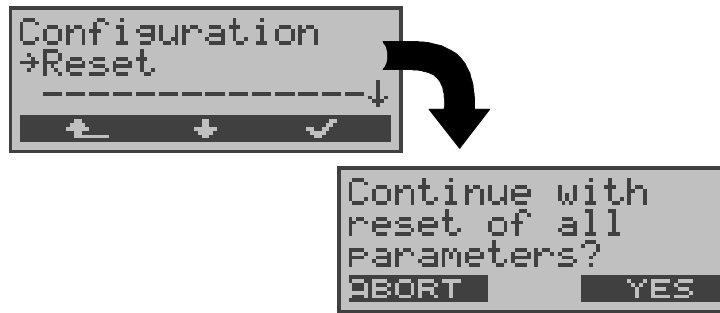 Configuration
→Reset
----------------↓
Continue with
reset of all
parameters?
ABORT YES